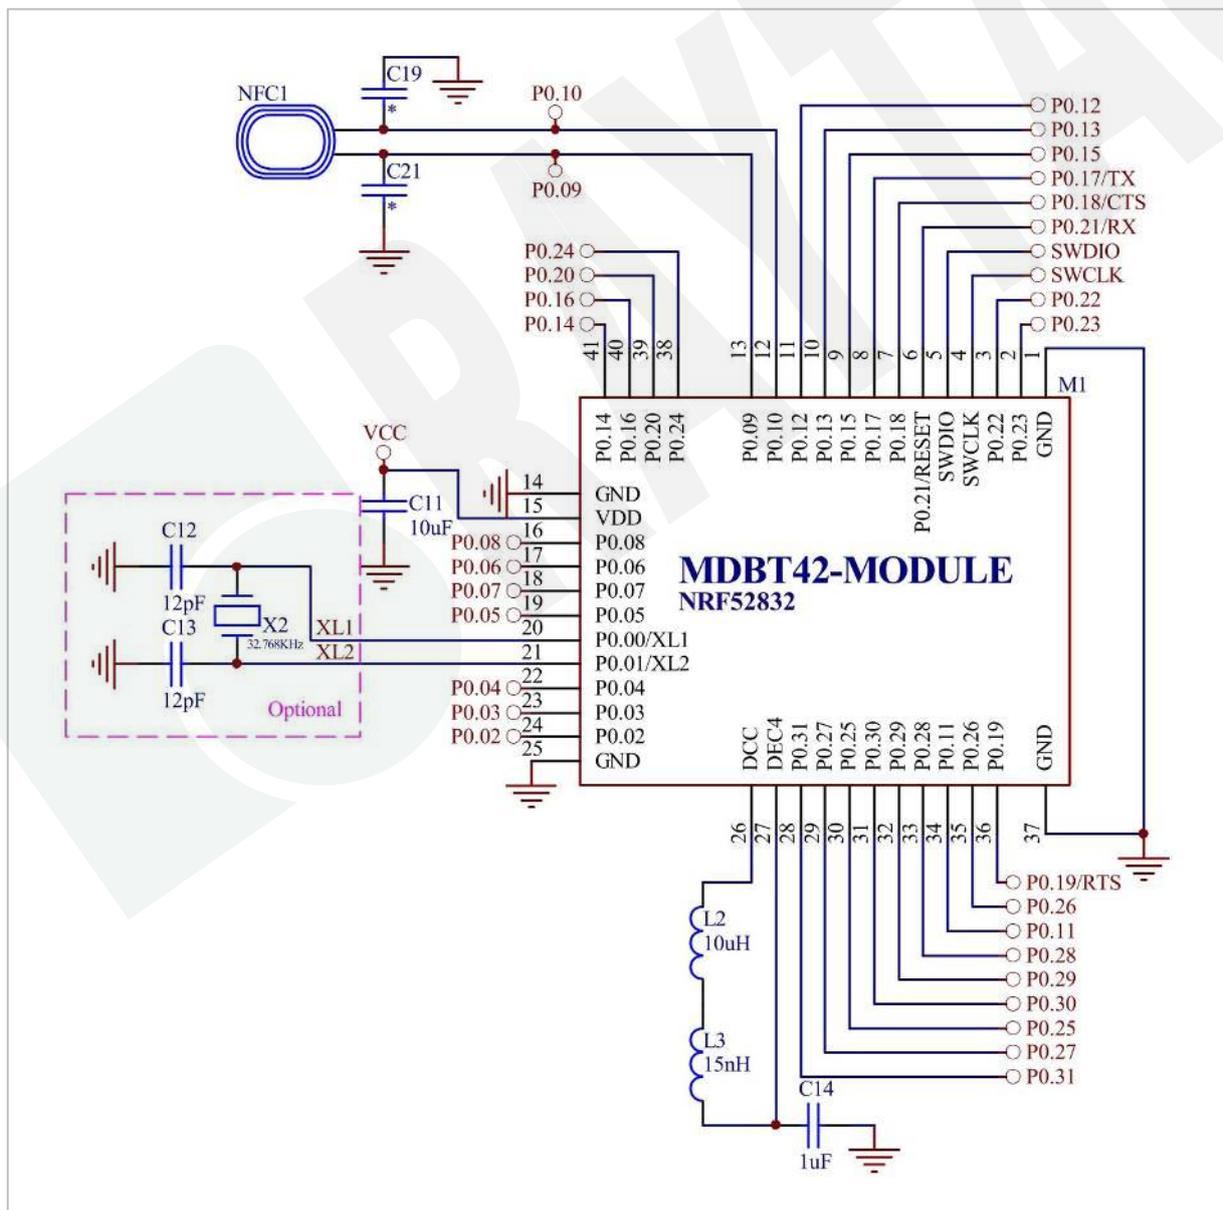 C19
NFC1
*
P0.10
P0.12
P0.13
P0.15
P0.17/TX
P0.18/CTS
P0.21/RX
SWDIO
SWCLK
P0.22
P0.23
C21
*
P0.09
P0.24
P0.20
P0.16
P0.14
41 40 39 38 13 12 11 10 9 8 7 6 5 4 3 2 1
M1
P0.14 P0.16 P0.20 P0.24 P0.09 P0.10 P0.12 P0.13 P0.15 P0.17 P0.18 P0.21/RESET SWDIO SWCLK P0.22 P0.23 GND
VCC
C11
10uF
14 GND
15 VDD
P0.08 16 P0.08
P0.06 17 P0.06
P0.07 18 P0.07
P0.05 19 P0.05
XL1 20 P0.00/XL1
XL2 21 P0.01/XL2
P0.04 22 P0.04
P0.03 23 P0.03
P0.02 24 P0.02
25 GND
MDBT42-MODULE
NRF52832
C12
12pF
C13
12pF
X2
32.768KHz
Optional
DCC DEC4 P0.31 P0.27 P0.25 P0.30 P0.29 P0.28 P0.11 P0.26 P0.19 GND
26 27 28 29 30 31 32 33 34 35 36 37
P0.19/RTS
P0.26
P0.11
P0.28
P0.29
P0.30
P0.25
P0.27
P0.31
L2
10uH
L3
15nH
C14
1uF
RAYTAC